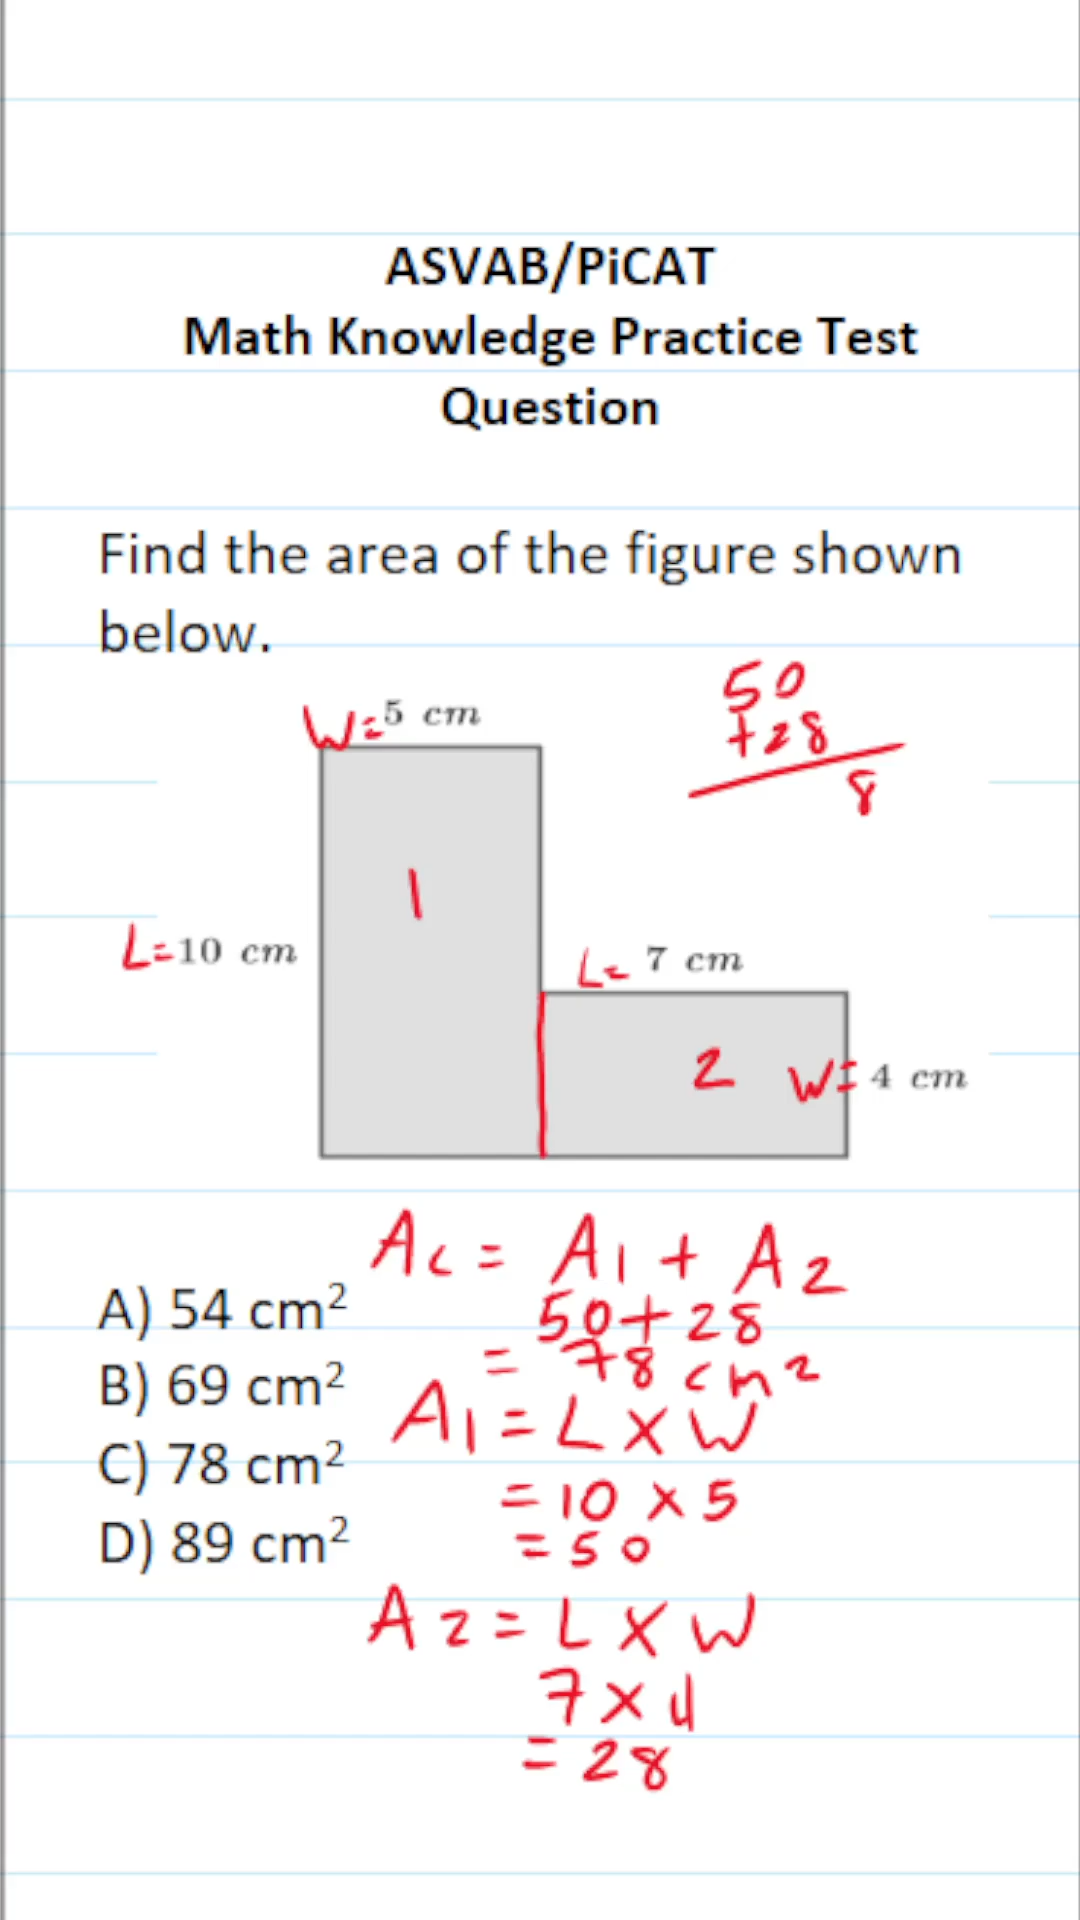 ASVAB/PiCAT
Math Knowledge Practice Test
Question
Find the area of the figure shown
below.
50
+28
8
W=5 cm
1
L=10 cm
L= 7 cm
2 W= 4 cm
Ac = A1 + A2
50+28
= 78 cm²
A1 = L X W
= 10 x 5
= 50
A2 = L X W
7 x 4
= 28
A) 54 cm²
B) 69 cm²
C) 78 cm²
D) 89 cm²